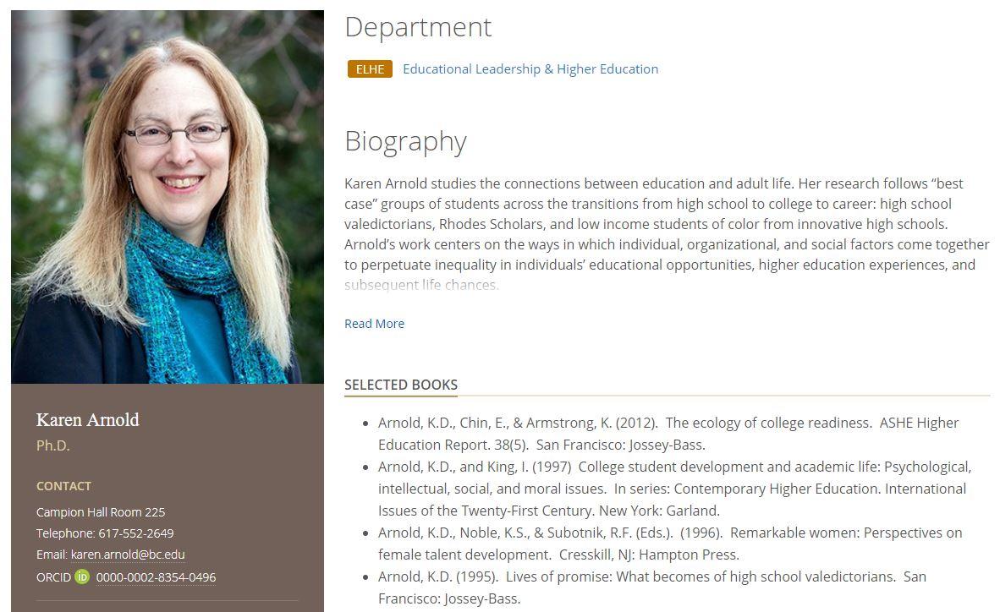 Department
ELHE Educational Leadership & Higher Education
Biography
Karen Arnold studies the connections between education and adult life. Her research follows “best
case” groups of students across the transitions from high school to college to career: high school
valedictorians, Rhodes Scholars, and low income students of color from innovative high schools.
Arnold’s work centers on the ways in which individual, organizational, and social factors come together
to perpetuate inequality in individuals’ educational opportunities, higher education experiences, and
subsequent life chances.
Read More
SELECTED BOOKS
Arnold, K.D., Chin, E., & Armstrong, K. (2012).  The ecology of college readiness.  ASHE Higher
Education Report. 38(5).  San Francisco: Jossey-Bass.
Arnold, K.D., and King, I. (1997)  College student development and academic life: Psychological,
intellectual, social, and moral issues.  In series: Contemporary Higher Education. International
Issues of the Twenty-First Century. New York: Garland.
Arnold, K.D., Noble, K.S., & Subotnik, R.F. (Eds.).  (1996).  Remarkable women: Perspectives on
female talent development.  Cresskill, NJ: Hampton Press.
Arnold, K.D. (1995).  Lives of promise: What becomes of high school valedictorians.  San
Francisco: Jossey-Bass.
Karen Arnold
Ph.D.
CONTACT
Campion Hall Room 225
Telephone: 617-552-2649
Email: karen.arnold@bc.edu
ORCID iD 0000-0002-8354-0496